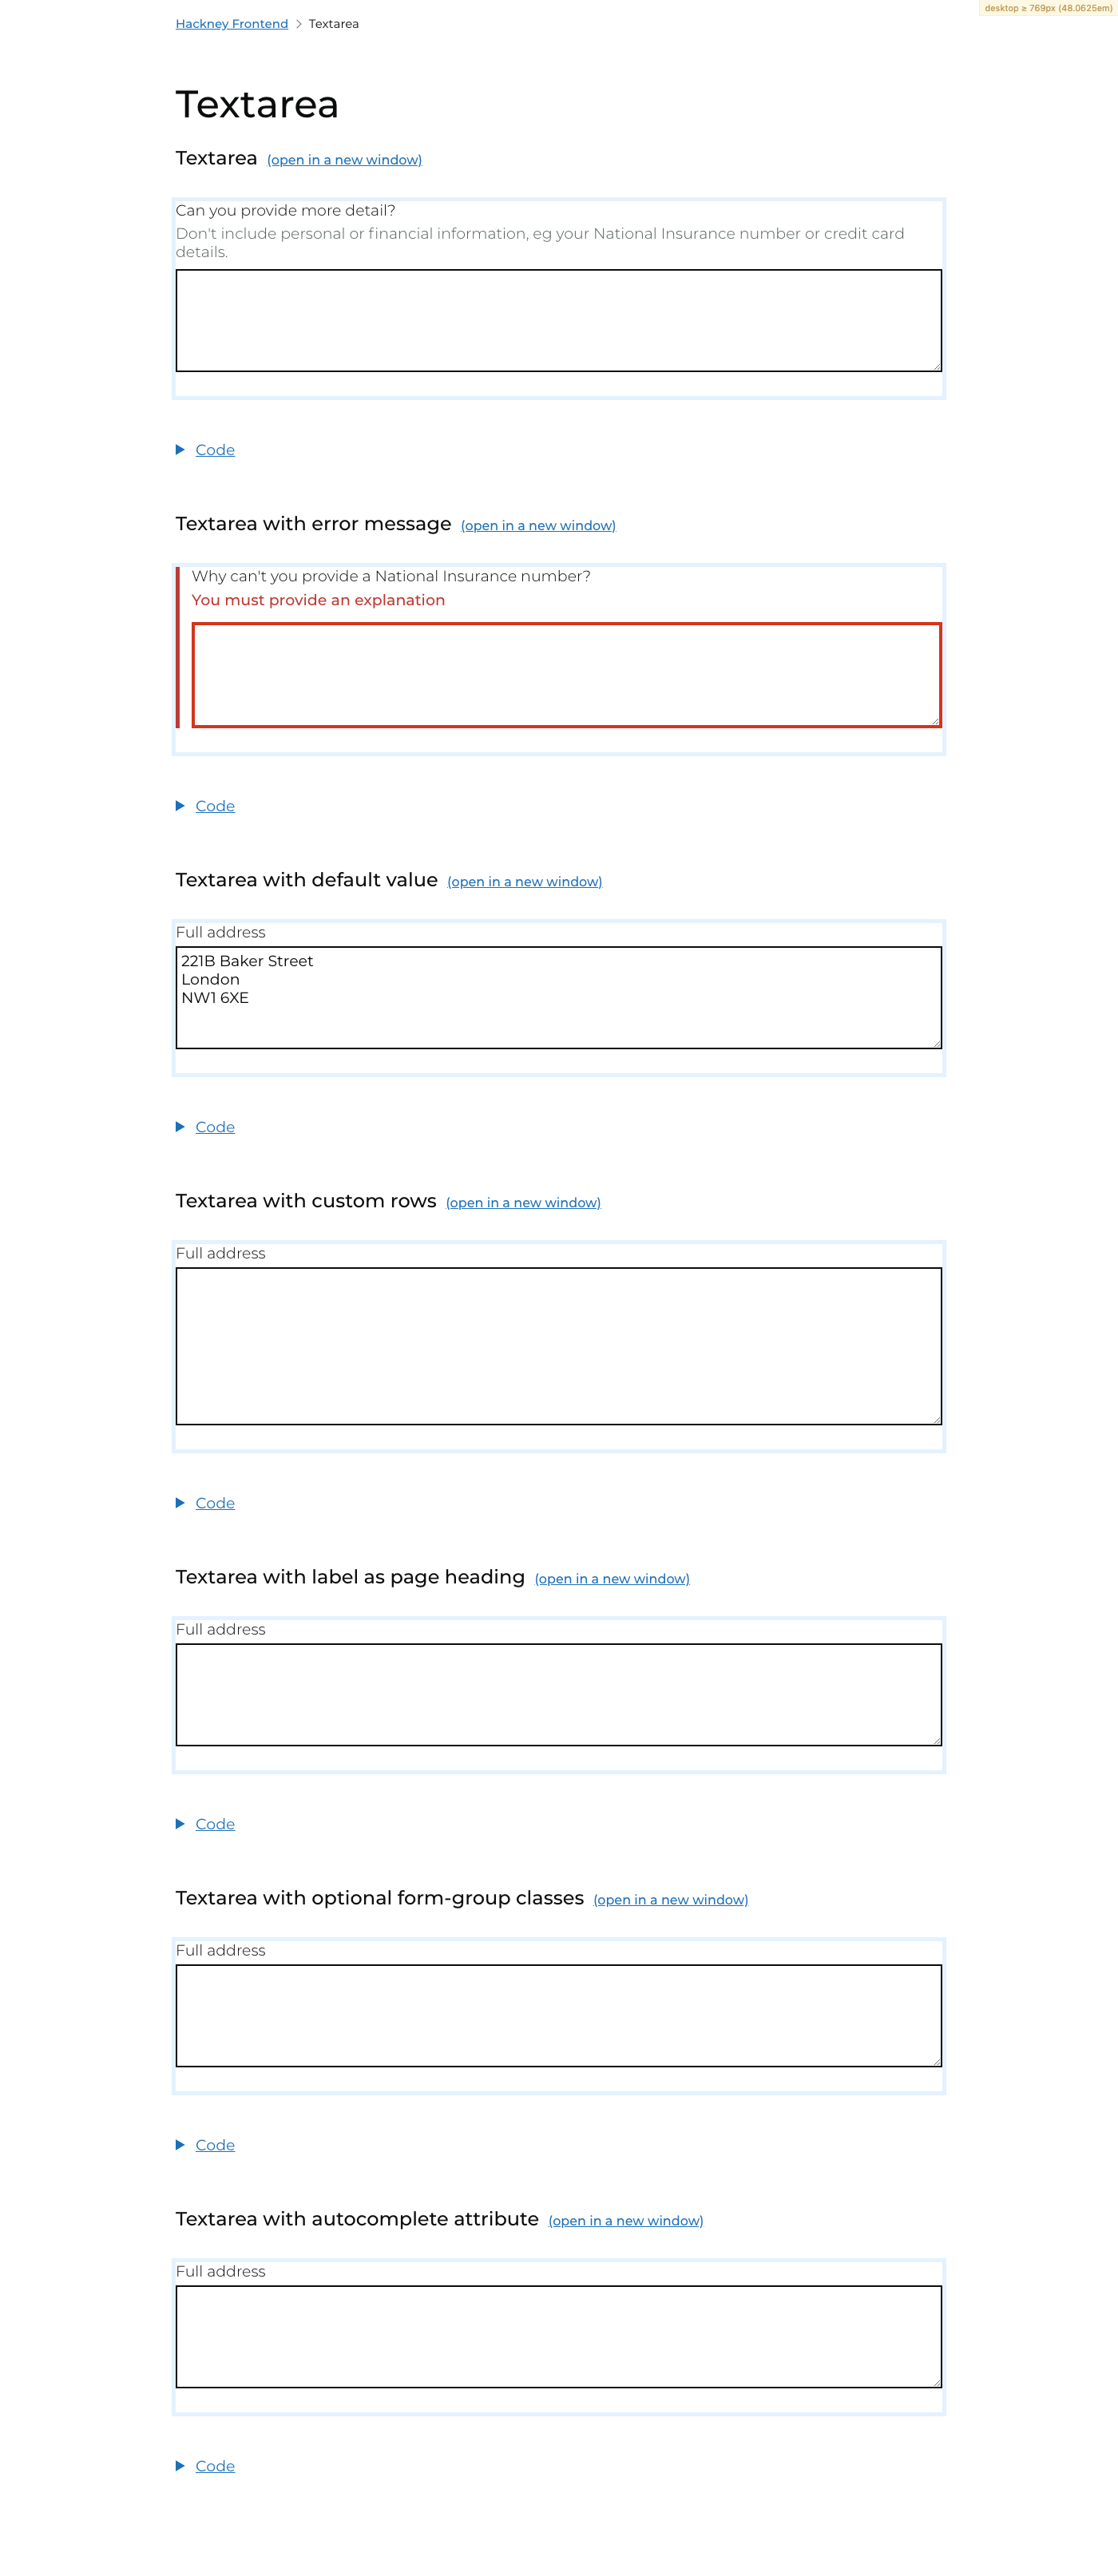 desktop ≥ 769px (48.0625em)
Hackney Frontend
Textarea
Textarea
Textarea (open in a new window)
Can you provide more detail?
Don't include personal or financial information, eg your National Insurance number or credit card
details.
Code
Textarea with error message (open in a new window)
Why can't you provide a National Insurance number?
You must provide an explanation
Code
Textarea with default value (open in a new window)
Full address
221B Baker Street
London
NW1 6XE
Code
Textarea with custom rows (open in a new window)
Full address
Code
Textarea with label as page heading (open in a new window)
Full address
Code
Textarea with optional form-group classes (open in a new window)
Full address
Code
Textarea with autocomplete attribute (open in a new window)
Full address
Code